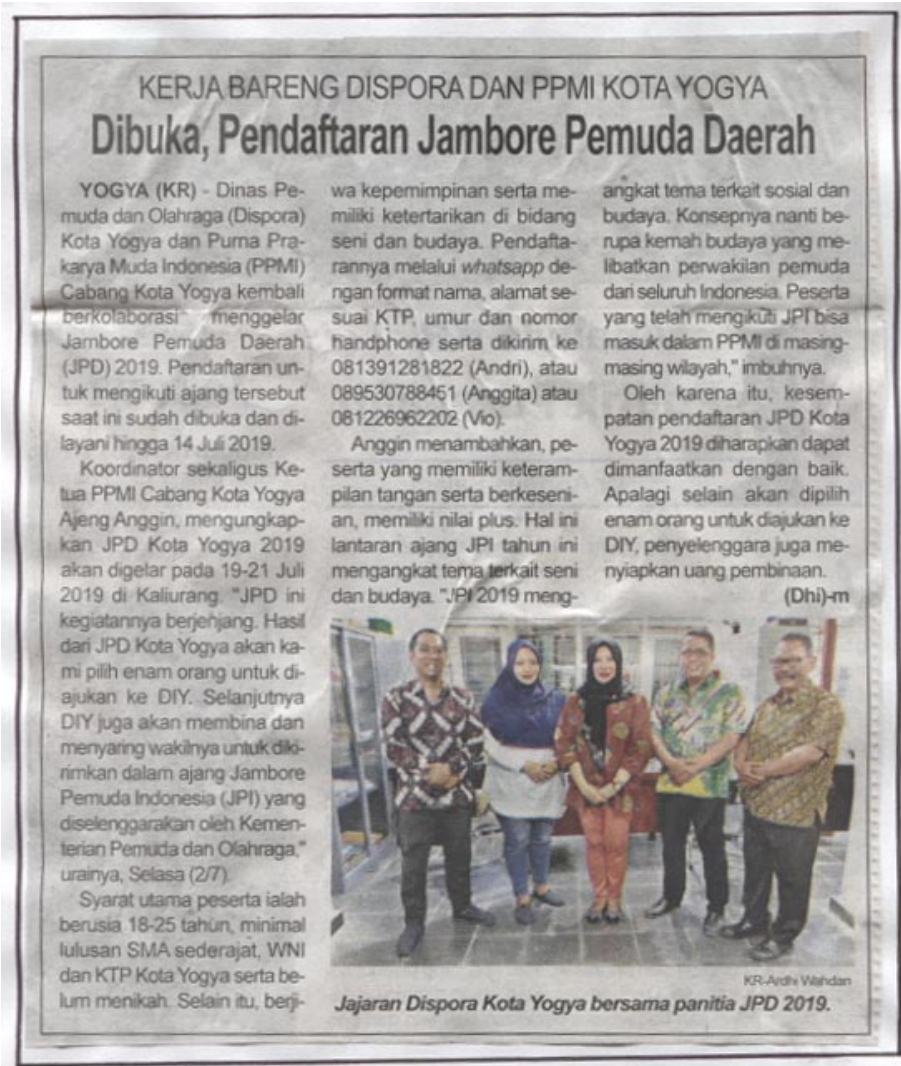 KERJA BARENG DISPORA DAN PPMI KOTA YOGYA
Dibuka, Pendaftaran Jambore Pemuda Daerah
YOGYA (KR) - Dinas Pe-
muda dan Olahraga (Dispora)
Kota Yogya dan Purna Pra-
karya Muda Indonesia (PPMI)
Cabang Kota Yogya kembali
berkolaborasi menggelar
Jambore Pemuda Daerah
(JPD) 2019. Pendaftaran un-
tuk mengikuti ajang tersebut
saat ini sudah dibuka dan di-
layani hingga 14 Juli 2019.
Koordinator sekaligus Ke-
tua PPMI Cabang Kota Yogya
Ajeng Anggin, mengungkap-
kan JPD Kota Yogya 2019
akan digelar pada 19-21 Juli
2019 di Kaliurang. "JPD ini
kegiatannya berjenjang. Hasil
dari JPD Kota Yogya akan ka-
mi pilih enam orang untuk di-
ajukan ke DIY. Selanjutnya
DIY juga akan membina dan
menyaring wakilnya untuk diki-
rimkan dalam ajang Jambore
Pemuda Indonesia (JPI) yang
diselenggarakan oleh Kemen-
terian Pemuda dan Olahraga,"
urainya, Selasa (2/7).
Syarat utama peserta ialah
berusia 18-25 tahun, minimal
lulusan SMA sederajat, WNI
dan KTP Kota Yogya serta be-
lum menikah. Selain itu, berji-
wa kepemimpinan serta me-
miliki ketertarikan di bidang
seni dan budaya. Pendafta-
rannya melalui whatsapp de-
ngan format nama, alamat se-
suai KTP, umur dan nomor
handphone serta dikirim ke
081391281822 (Andri), atau
089530788451 (Anggita) atau
081226962202 (Vio).
Anggin menambahkan, pe-
serta yang memiliki keteram-
pilan tangan serta berkeseni-
an, memiliki nilai plus. Hal ini
lantaran ajang JPI tahun ini
mengangkat tema terkait seni
dan budaya. "JPI 2019 meng-
angkat tema terkait sosial dan
budaya. Konsepnya nanti be-
rupa kemah budaya yang me-
libatkan perwakilan pemuda
dari seluruh Indonesia. Peserta
yang telah mengikuti JPI bisa
masuk dalam PPMI di masing-
masing wilayah," imbuhnya.
Oleh karena itu, kesem-
patan pendaftaran JPD Kota
Yogya 2019 diharapkan dapat
dimanfaatkan dengan baik.
Apalagi selain akan dipilih
enam orang untuk diajukan ke
DIY, penyelenggara juga me-
nyiapkan uang pembinaan.
(Dhi)-m
KR-Ardhi Wahdan
Jajaran Dispora Kota Yogya bersama panitia JPD 2019.